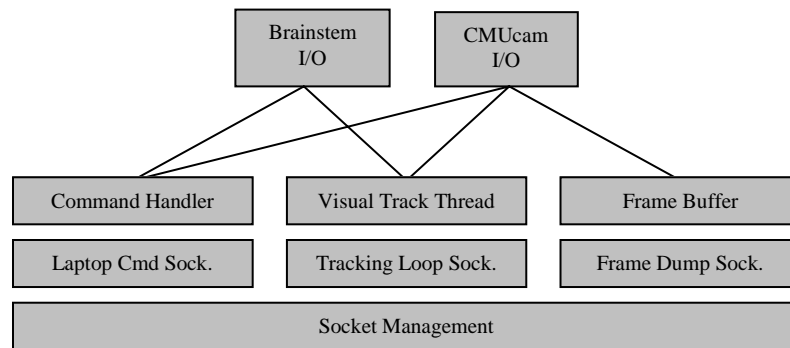 Brainstem
I/O
CMUcam
I/O
Command Handler
Visual Track Thread
Frame Buffer
Laptop Cmd Sock.
Tracking Loop Sock.
Frame Dump Sock.
Socket Management